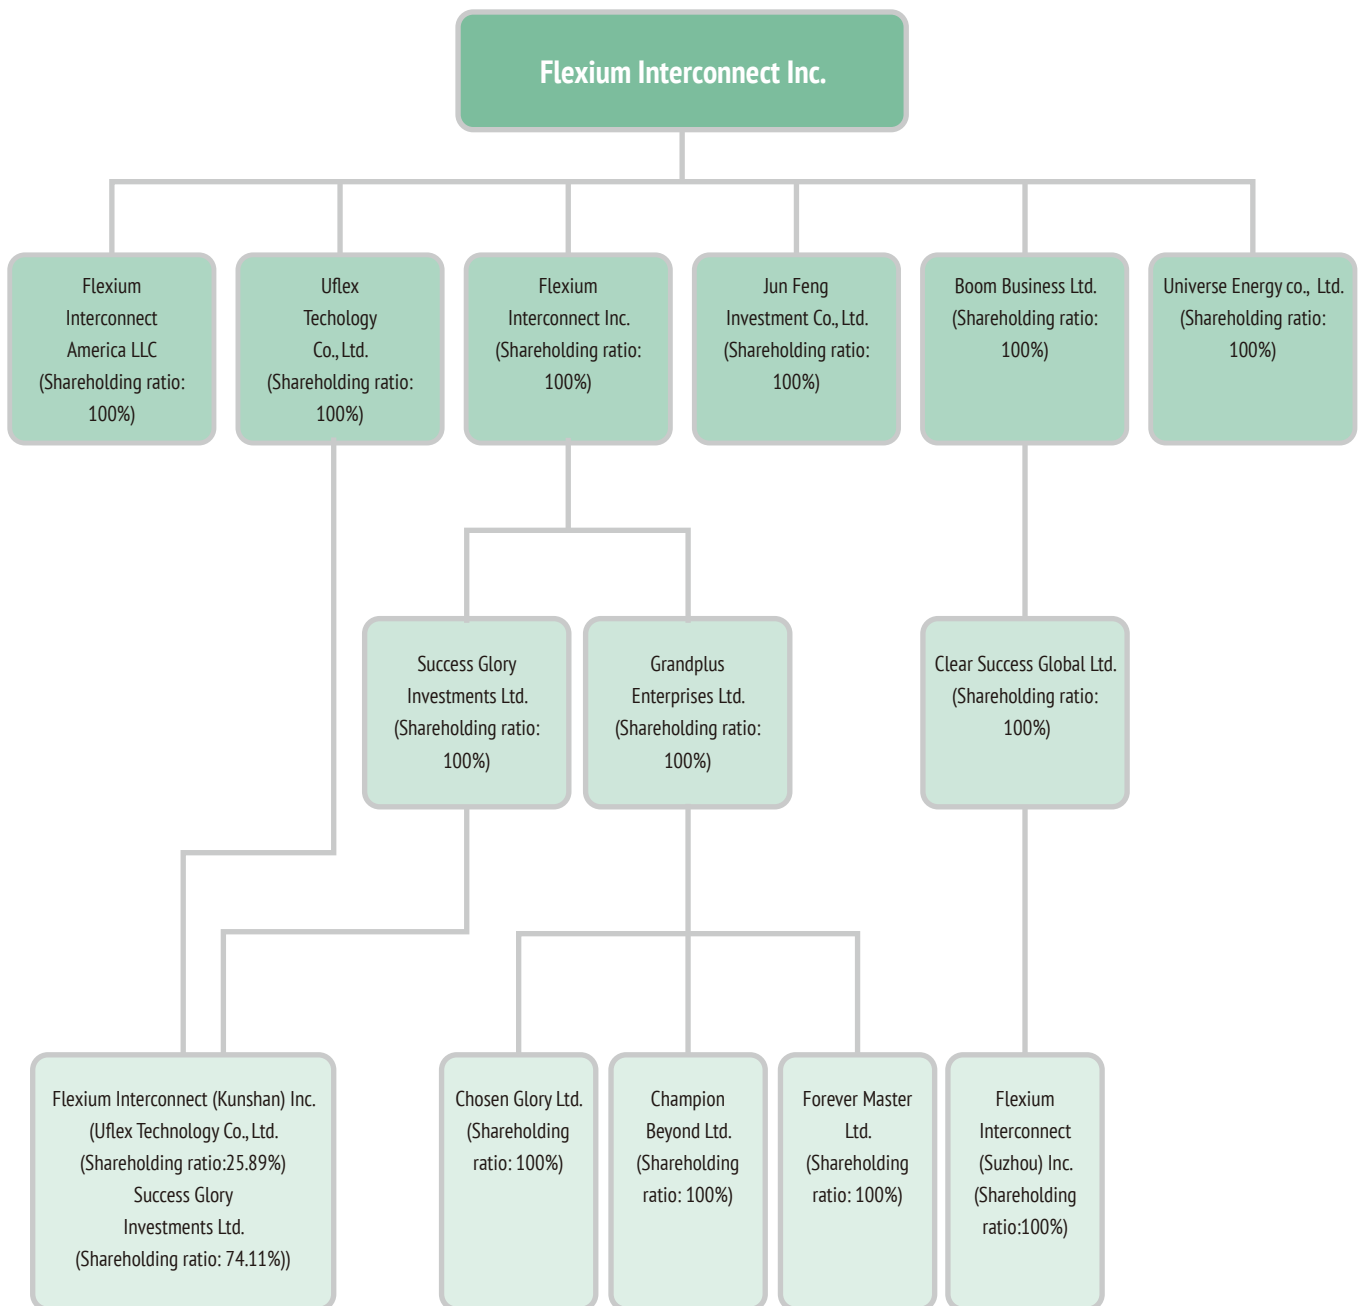 Flexium Interconnect Inc.
Flexium
Interconnect
America LLC
(Shareholding ratio:
100%)
Uflex
Techology
Co., Ltd.
(Shareholding ratio:
100%)
Flexium
Interconnect Inc.
(Shareholding ratio:
100%)
Jun Feng
Investment Co., Ltd.
(Shareholding ratio:
100%)
Boom Business Ltd.
(Shareholding ratio:
100%)
Universe Energy co., Ltd.
(Shareholding ratio:
100%)
Success Glory
Investments Ltd.
(Shareholding ratio:
100%)
Grandplus
Enterprises Ltd.
(Shareholding ratio:
100%)
Clear Success Global Ltd.
(Shareholding ratio:
100%)
Flexium Interconnect (Kunshan) Inc.
(Uflex Technology Co., Ltd.
(Shareholding ratio:25.89%)
Success Glory
Investments Ltd.
(Shareholding ratio: 74.11%))
Chosen Glory Ltd.
(Shareholding
ratio: 100%)
Champion
Beyond Ltd.
(Shareholding
ratio: 100%)
Forever Master
Ltd.
(Shareholding
ratio: 100%)
Flexium
Interconnect
(Suzhou) Inc.
(Shareholding
ratio:100%)